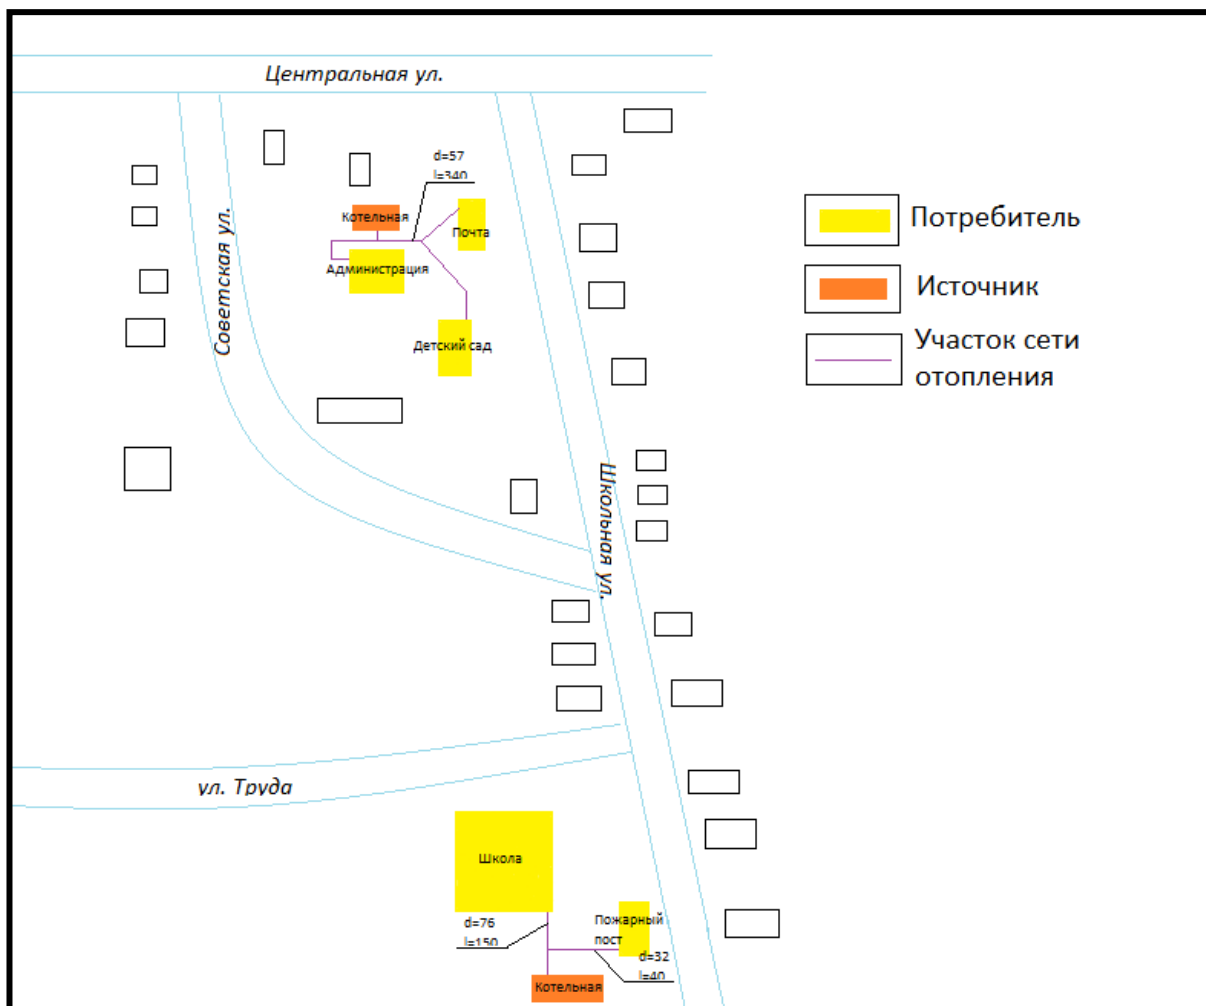 Центральная ул.
d=57
l=340
Котельная
Почта
Администрация
Советская ул.
Детский сад
Потребитель
Источник
Участок сети
отопления
Школьная ул.
ул. Труда
Школа
d=76
l=150
Пожарный
пост
d=32
l=40
Котельная